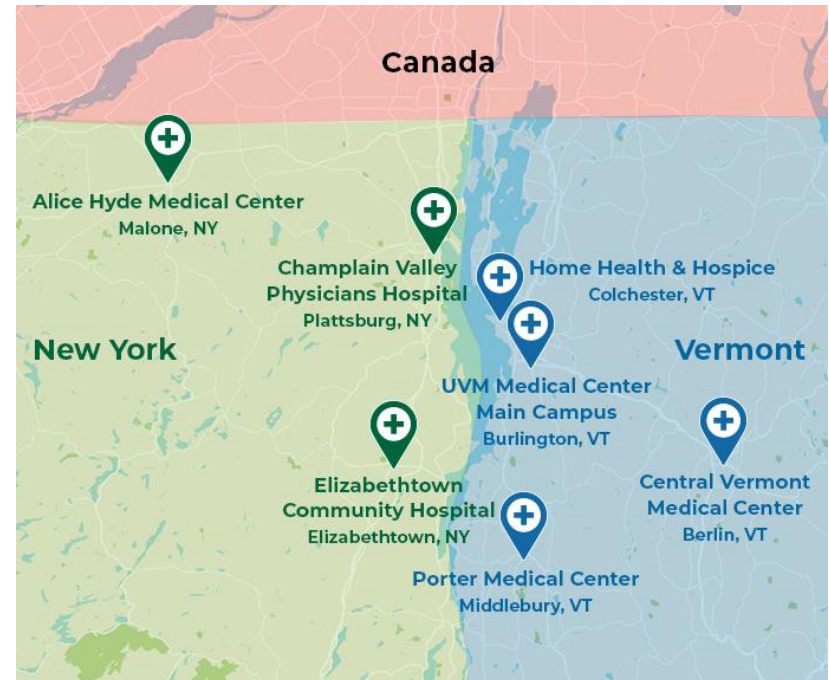 Canada
Alice Hyde Medical Center
Malone, NY
Champlain Valley
Physicians Hospital
Plattsburg, NY
Home Health & Hospice
Colchester, VT
New York
Vermont
UVM Medical Center
Main Campus
Burlington, VT
Elizabethtown
Community Hospital
Elizabethtown, NY
Central Vermont
Medical Center
Berlin, VT
Porter Medical Center
Middlebury, VT